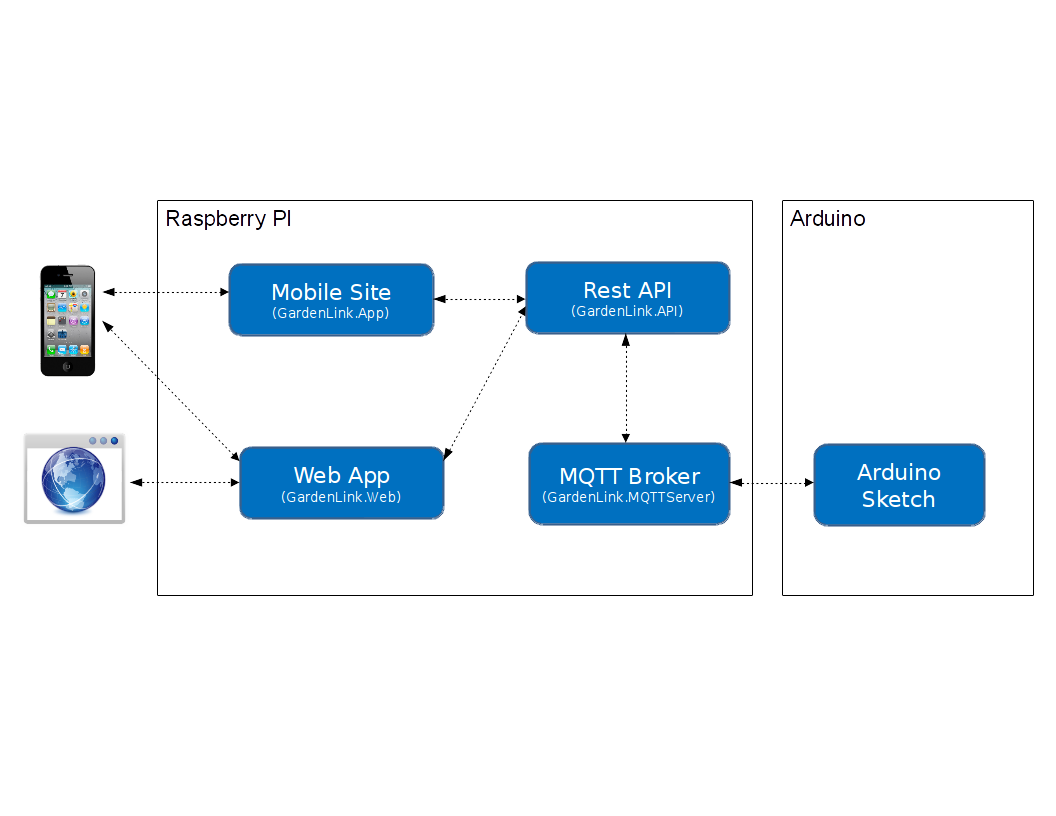 Raspberry PI
Arduino
Mobile Site
(GardenLink.App)
Rest API
(GardenLink.API)
Web App
(GardenLink.Web)
MQTT Broker
(GardenLink.MQTTServer)
Arduino
Sketch